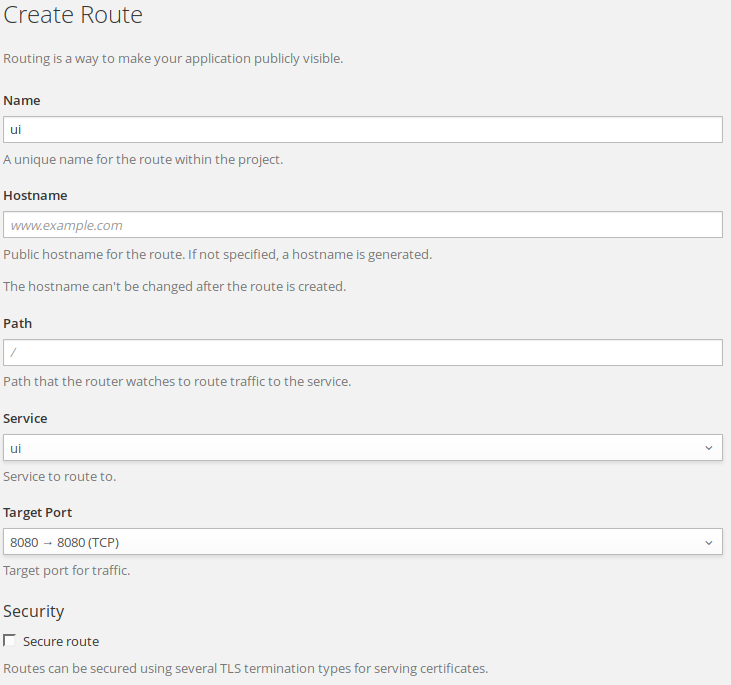 Create Route
Routing is a way to make your application publicly visible.
Name
ui
A unique name for the route within the project.
Hostname
www.example.com
Public hostname for the route. If not specified, a hostname is generated.
The hostname can't be changed after the route is created.
Path
/
Path that the router watches to route traffic to the service.
Service
ui
Service to route to.
Target Port
8080 → 8080 (TCP)
Target port for traffic.
Security
Secure route
Routes can be secured using several TLS termination types for serving certificates.